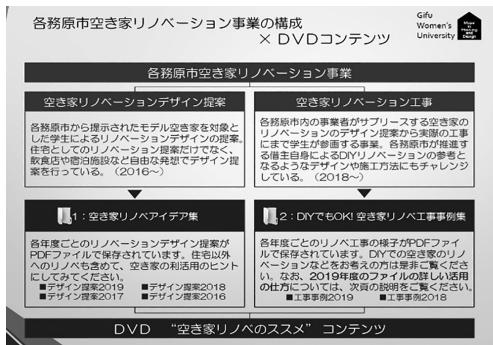 各務原市空き家リノベーション事業の構成
×DVDコンテンツ
Gifu
Women's
University
各務原市空き家リノベーション事業
空き家リノベーションデザイン提案
各務原市から提示されたモデル空き家を対象と
した学生によるリノベーションデザインの提案。
住宅としてのリノベーション提案だけでなく、
飲食店や宿泊施設など自由な発想でデザイン提
案を行っている。(2016～)
空き家リノベーション工事
各務原市内の事業者がサブリースする空き家の
リノベーションのデザイン提案から実際の工事
にまで学生が参画する事業。各務原市が推進す
る借主自身によるDIYリノベーションの参考と
なるようなデザインや施工方法にもチャレンジ
している。(2018～)
1：空き家リノベアイデア集
各年度ごとのリノベーションデザイン提案が
PDFファイルで保存されています。住宅以外
へのリノベも含めて、空き家の利活用のヒント
にしてみてください。
■デザイン提案2019 ■デザイン提案2018
■デザイン提案2017 ■デザイン提案2016
2：DIYでもOK!空き家リノベ工事事例集
各年度ごとのリノベ工事の様子がPDFファイ
ルで保存されています。DIYでの空き家のリノ
ベーションなどをお考えの方は是非ご覧くださ
い。なお、2019年度のファイルの詳しい活用
の仕方については、次頁の説明をご覧ください。
■工事事例2019 ■工事事例2018
DVD “空き家リノベのススメ” コンテンツ